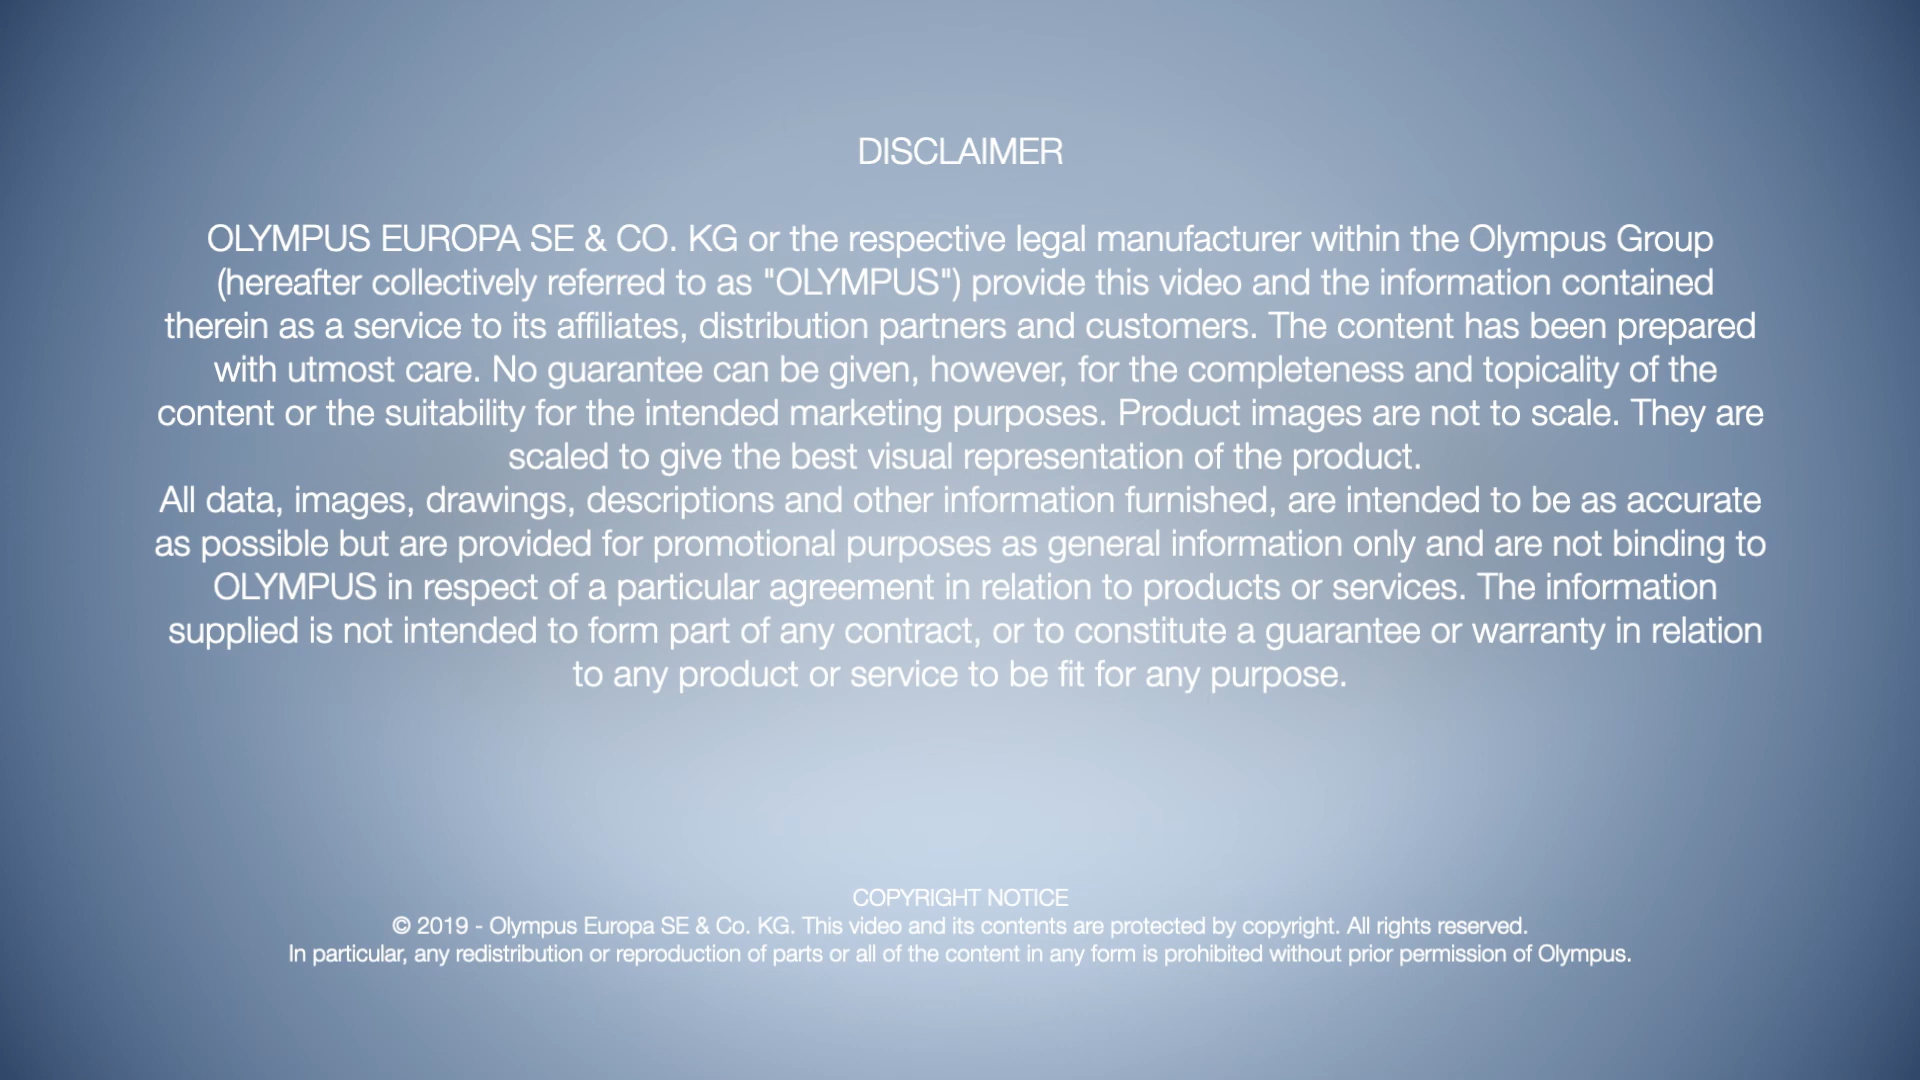 DISCLAIMER
OLYMPUS EUROPA SE & CO. KG or the respective legal manufacturer within the Olympus Group
(hereafter collectively referred to as "OLYMPUS") provide this video and the information contained
therein as a service to its affiliates, distribution partners and customers. The content has been prepared
with utmost care. No guarantee can be given, however, for the completeness and topicality of the
content or the suitability for the intended marketing purposes. Product images are not to scale. They are
scaled to give the best visual representation of the product.
All data, images, drawings, descriptions and other information furnished, are intended to be as accurate
as possible but are provided for promotional purposes as general information only and are not binding to
OLYMPUS in respect of a particular agreement in relation to products or services. The information
supplied is not intended to form part of any contract, or to constitute a guarantee or warranty in relation
to any product or service to be fit for any purpose.
COPYRIGHT NOTICE
© 2019 - Olympus Europa SE & Co. KG. This video and its contents are protected by copyright. All rights reserved.
In particular, any redistribution or reproduction of parts or all of the content in any form is prohibited without prior permission of Olympus.